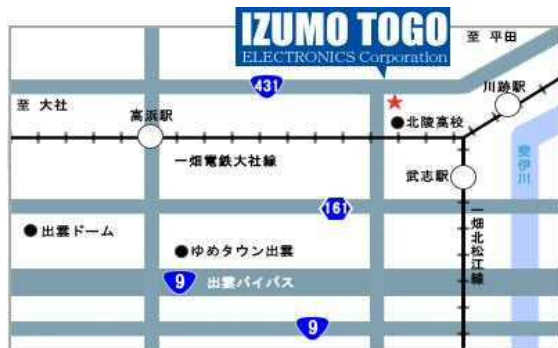 IZUMO TOGO
ELECTRONICS Corporation
至 平田
431
至 大社
高浜駅
川跡駅
北陵高校
一畑電鉄大社線
武志駅
斐伊川
161
出雲ドーム
ゆめタウン出雲
一畑北松江線
9
出雲バイパス
9